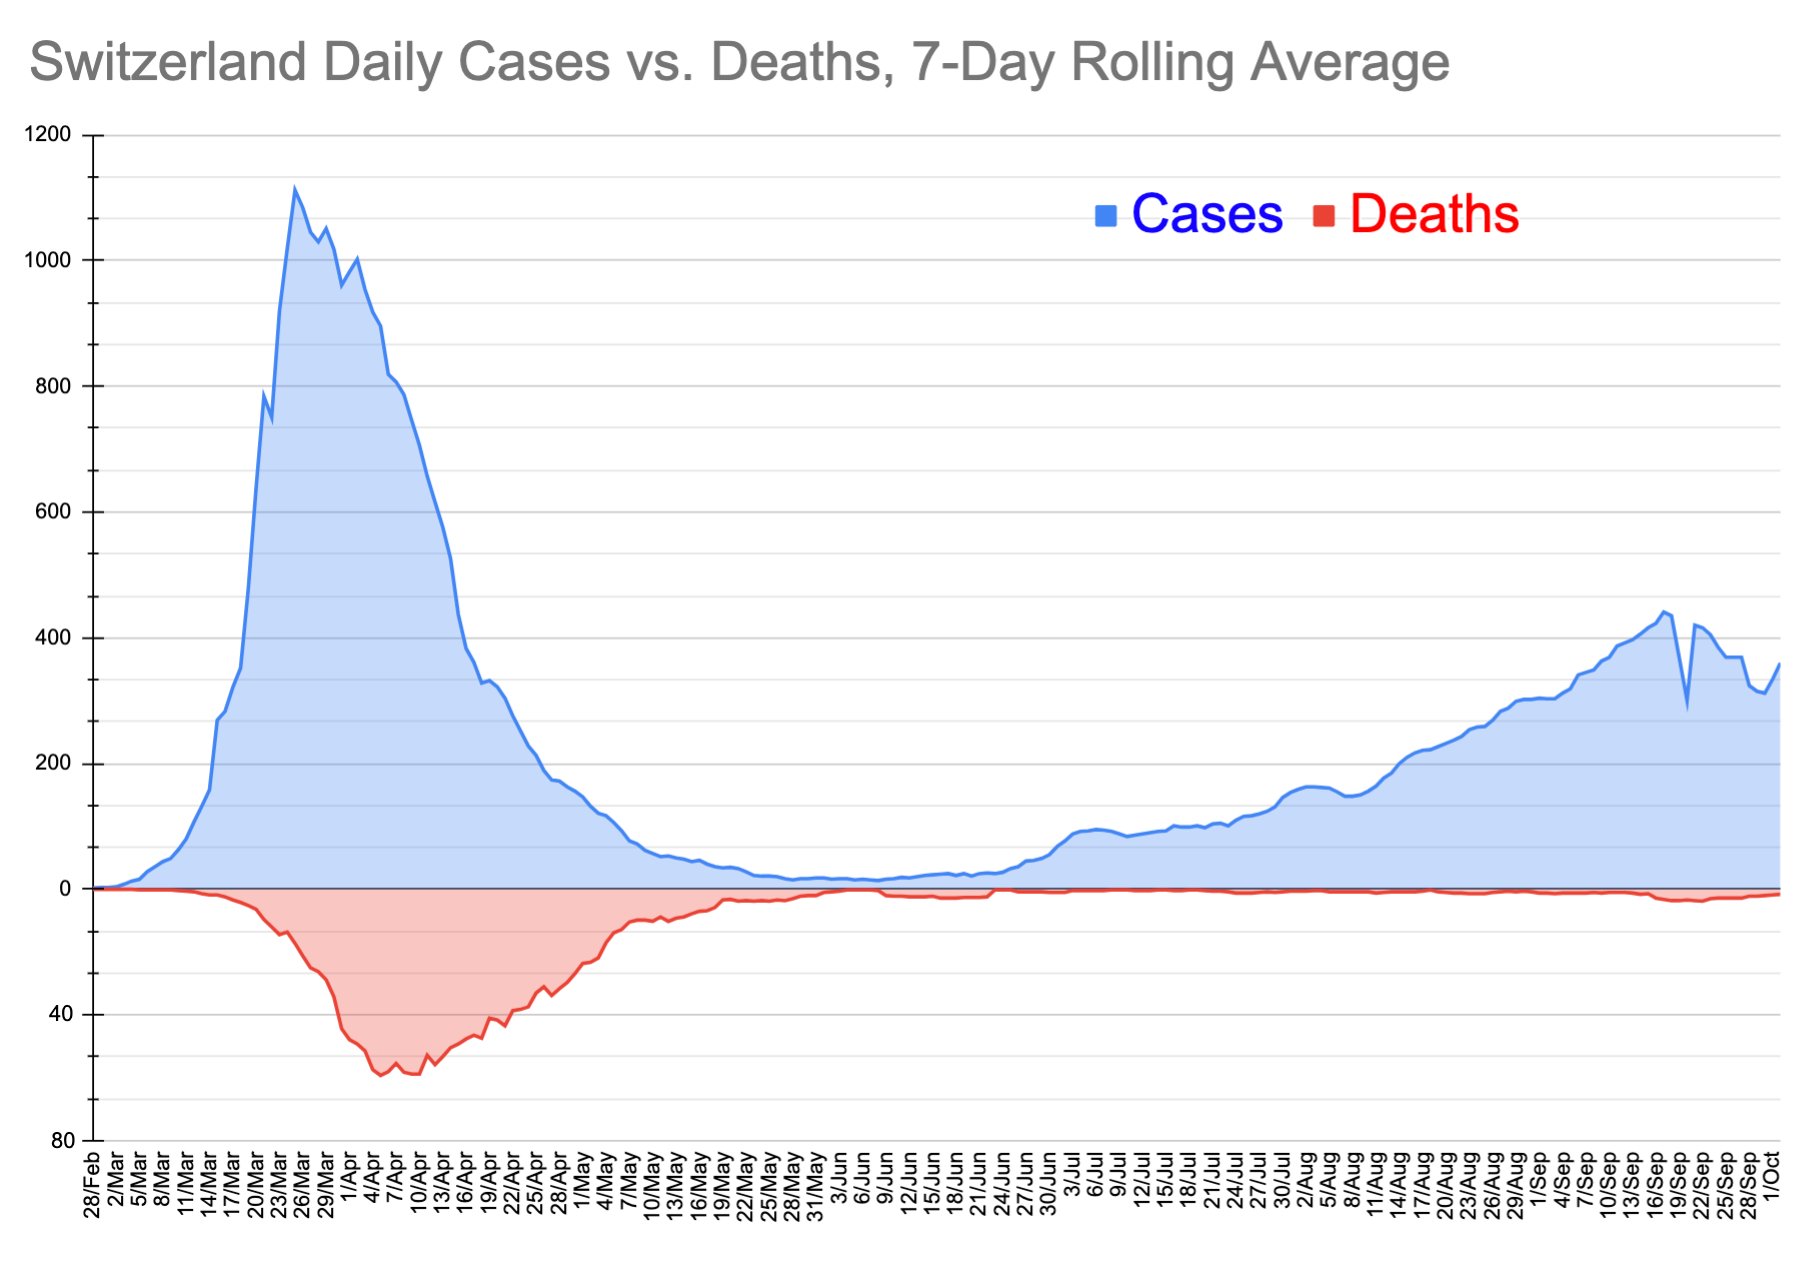 Switzerland Daily Cases vs. Deaths, 7-Day Rolling Average
Cases Deaths
1200
1000
800
600
400
200
0
40
80
28/Feb
2/Mar
5/Mar
8/Mar
11/Mar
14/Mar
17/Mar
20/Mar
23/Mar
26/Mar
29/Mar
1/Apr
4/Apr
7/Apr
10/Apr
13/Apr
16/Apr
19/Apr
22/Apr
25/Apr
28/Apr
1/May
4/May
7/May
10/May
13/May
16/May
19/May
22/May
25/May
28/May
31/May
3/Jun
6/Jun
9/Jun
12/Jun
15/Jun
18/Jun
21/Jun
24/Jun
27/Jun
30/Jun
3/Jul
6/Jul
9/Jul
12/Jul
15/Jul
18/Jul
21/Jul
24/Jul
27/Jul
30/Jul
2/Aug
5/Aug
8/Aug
11/Aug
14/Aug
17/Aug
20/Aug
23/Aug
26/Aug
29/Aug
1/Sep
4/Sep
7/Sep
10/Sep
13/Sep
16/Sep
19/Sep
22/Sep
25/Sep
28/Sep
1/Oct